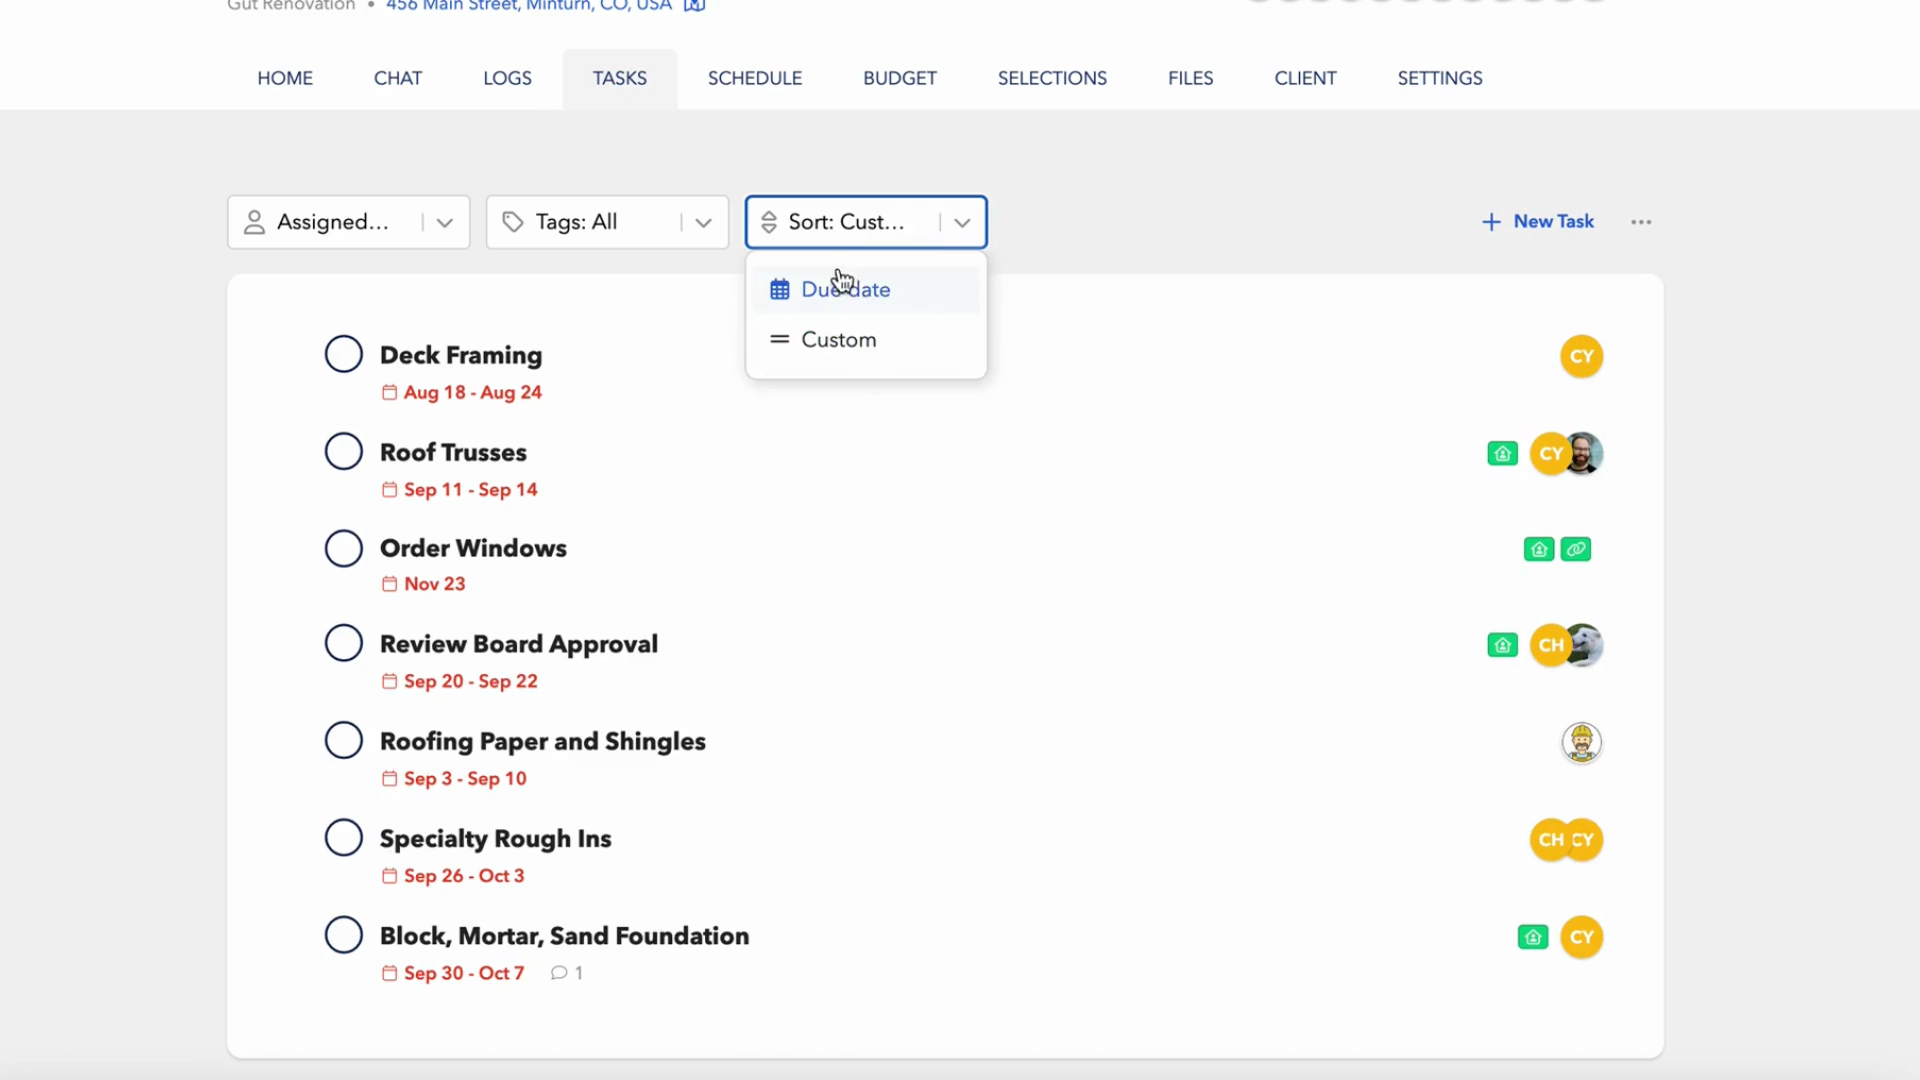 Gut Renovation • 456 Main Street, Minturn, CO, USA
HOME CHAT LOGS TASKS SCHEDULE BUDGET SELECTIONS FILES CLIENT SETTINGS
Assigned... Tags: All Sort: Cust... + New Task ...
Due date
Custom
Deck Framing CY
Aug 18 - Aug 24
Roof Trusses CY
Sep 11 - Sep 14
Order Windows
Nov 23
Review Board Approval CH
Sep 20 - Sep 22
Roofing Paper and Shingles
Sep 3 - Sep 10
Specialty Rough Ins CH CY
Sep 26 - Oct 3
Block, Mortar, Sand Foundation CY
Sep 30 - Oct 7 1